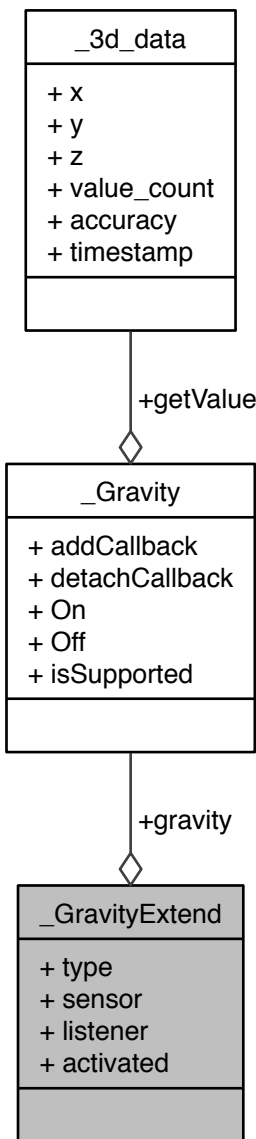 _3d_data
+ x
+ y
+ z
+ value_count
+ accuracy
+ timestamp
+getValue
_Gravity
+ addCallback
+ detachCallback
+ On
+ Off
+ isSupported
+gravity
_GravityExtend
+ type
+ sensor
+ listener
+ activated